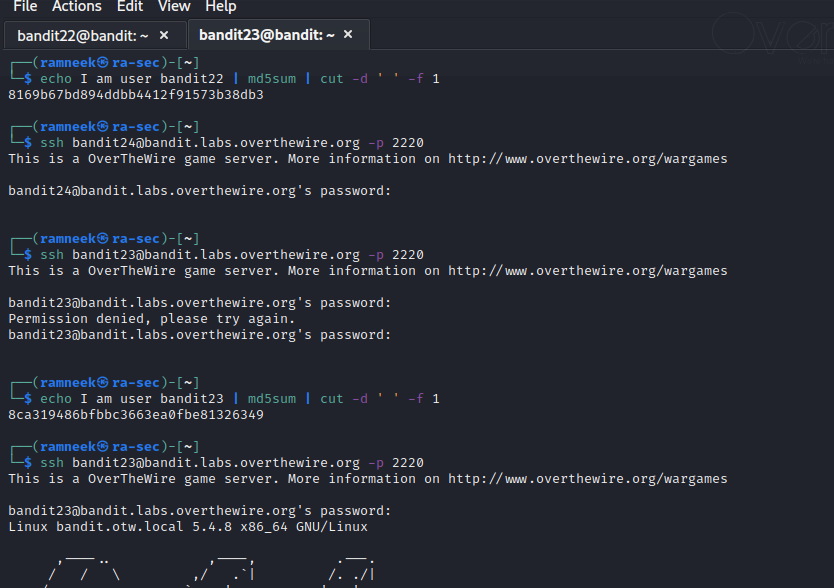 File Actions Edit View Help
bandit22@bandit: ~ × bandit23@bandit: ~ ×
┌──(ramneek㉿ra-sec)-[~]
└─$ echo I am user bandit22 | md5sum | cut -d ' ' -f 1
8169b67bd894ddbb4412f91573b38db3
┌──(ramneek㉿ra-sec)-[~]
└─$ ssh bandit24@bandit.labs.overthewire.org -p 2220
This is a OverTheWire game server. More information on http://www.overthewire.org/wargames
bandit24@bandit.labs.overthewire.org's password:
┌──(ramneek㉿ra-sec)-[~]
└─$ ssh bandit23@bandit.labs.overthewire.org -p 2220
This is a OverTheWire game server. More information on http://www.overthewire.org/wargames
bandit23@bandit.labs.overthewire.org's password:
Permission denied, please try again.
bandit23@bandit.labs.overthewire.org's password:
┌──(ramneek㉿ra-sec)-[~]
└─$ echo I am user bandit23 | md5sum | cut -d ' ' -f 1
8ca319486bfbbc3663ea0fbe81326349
┌──(ramneek㉿ra-sec)-[~]
└─$ ssh bandit23@bandit.labs.overthewire.org -p 2220
This is a OverTheWire game server. More information on http://www.overthewire.org/wargames
bandit23@bandit.labs.overthewire.org's password:
Linux bandit.otw.local 5.4.8 x86_64 GNU/Linux